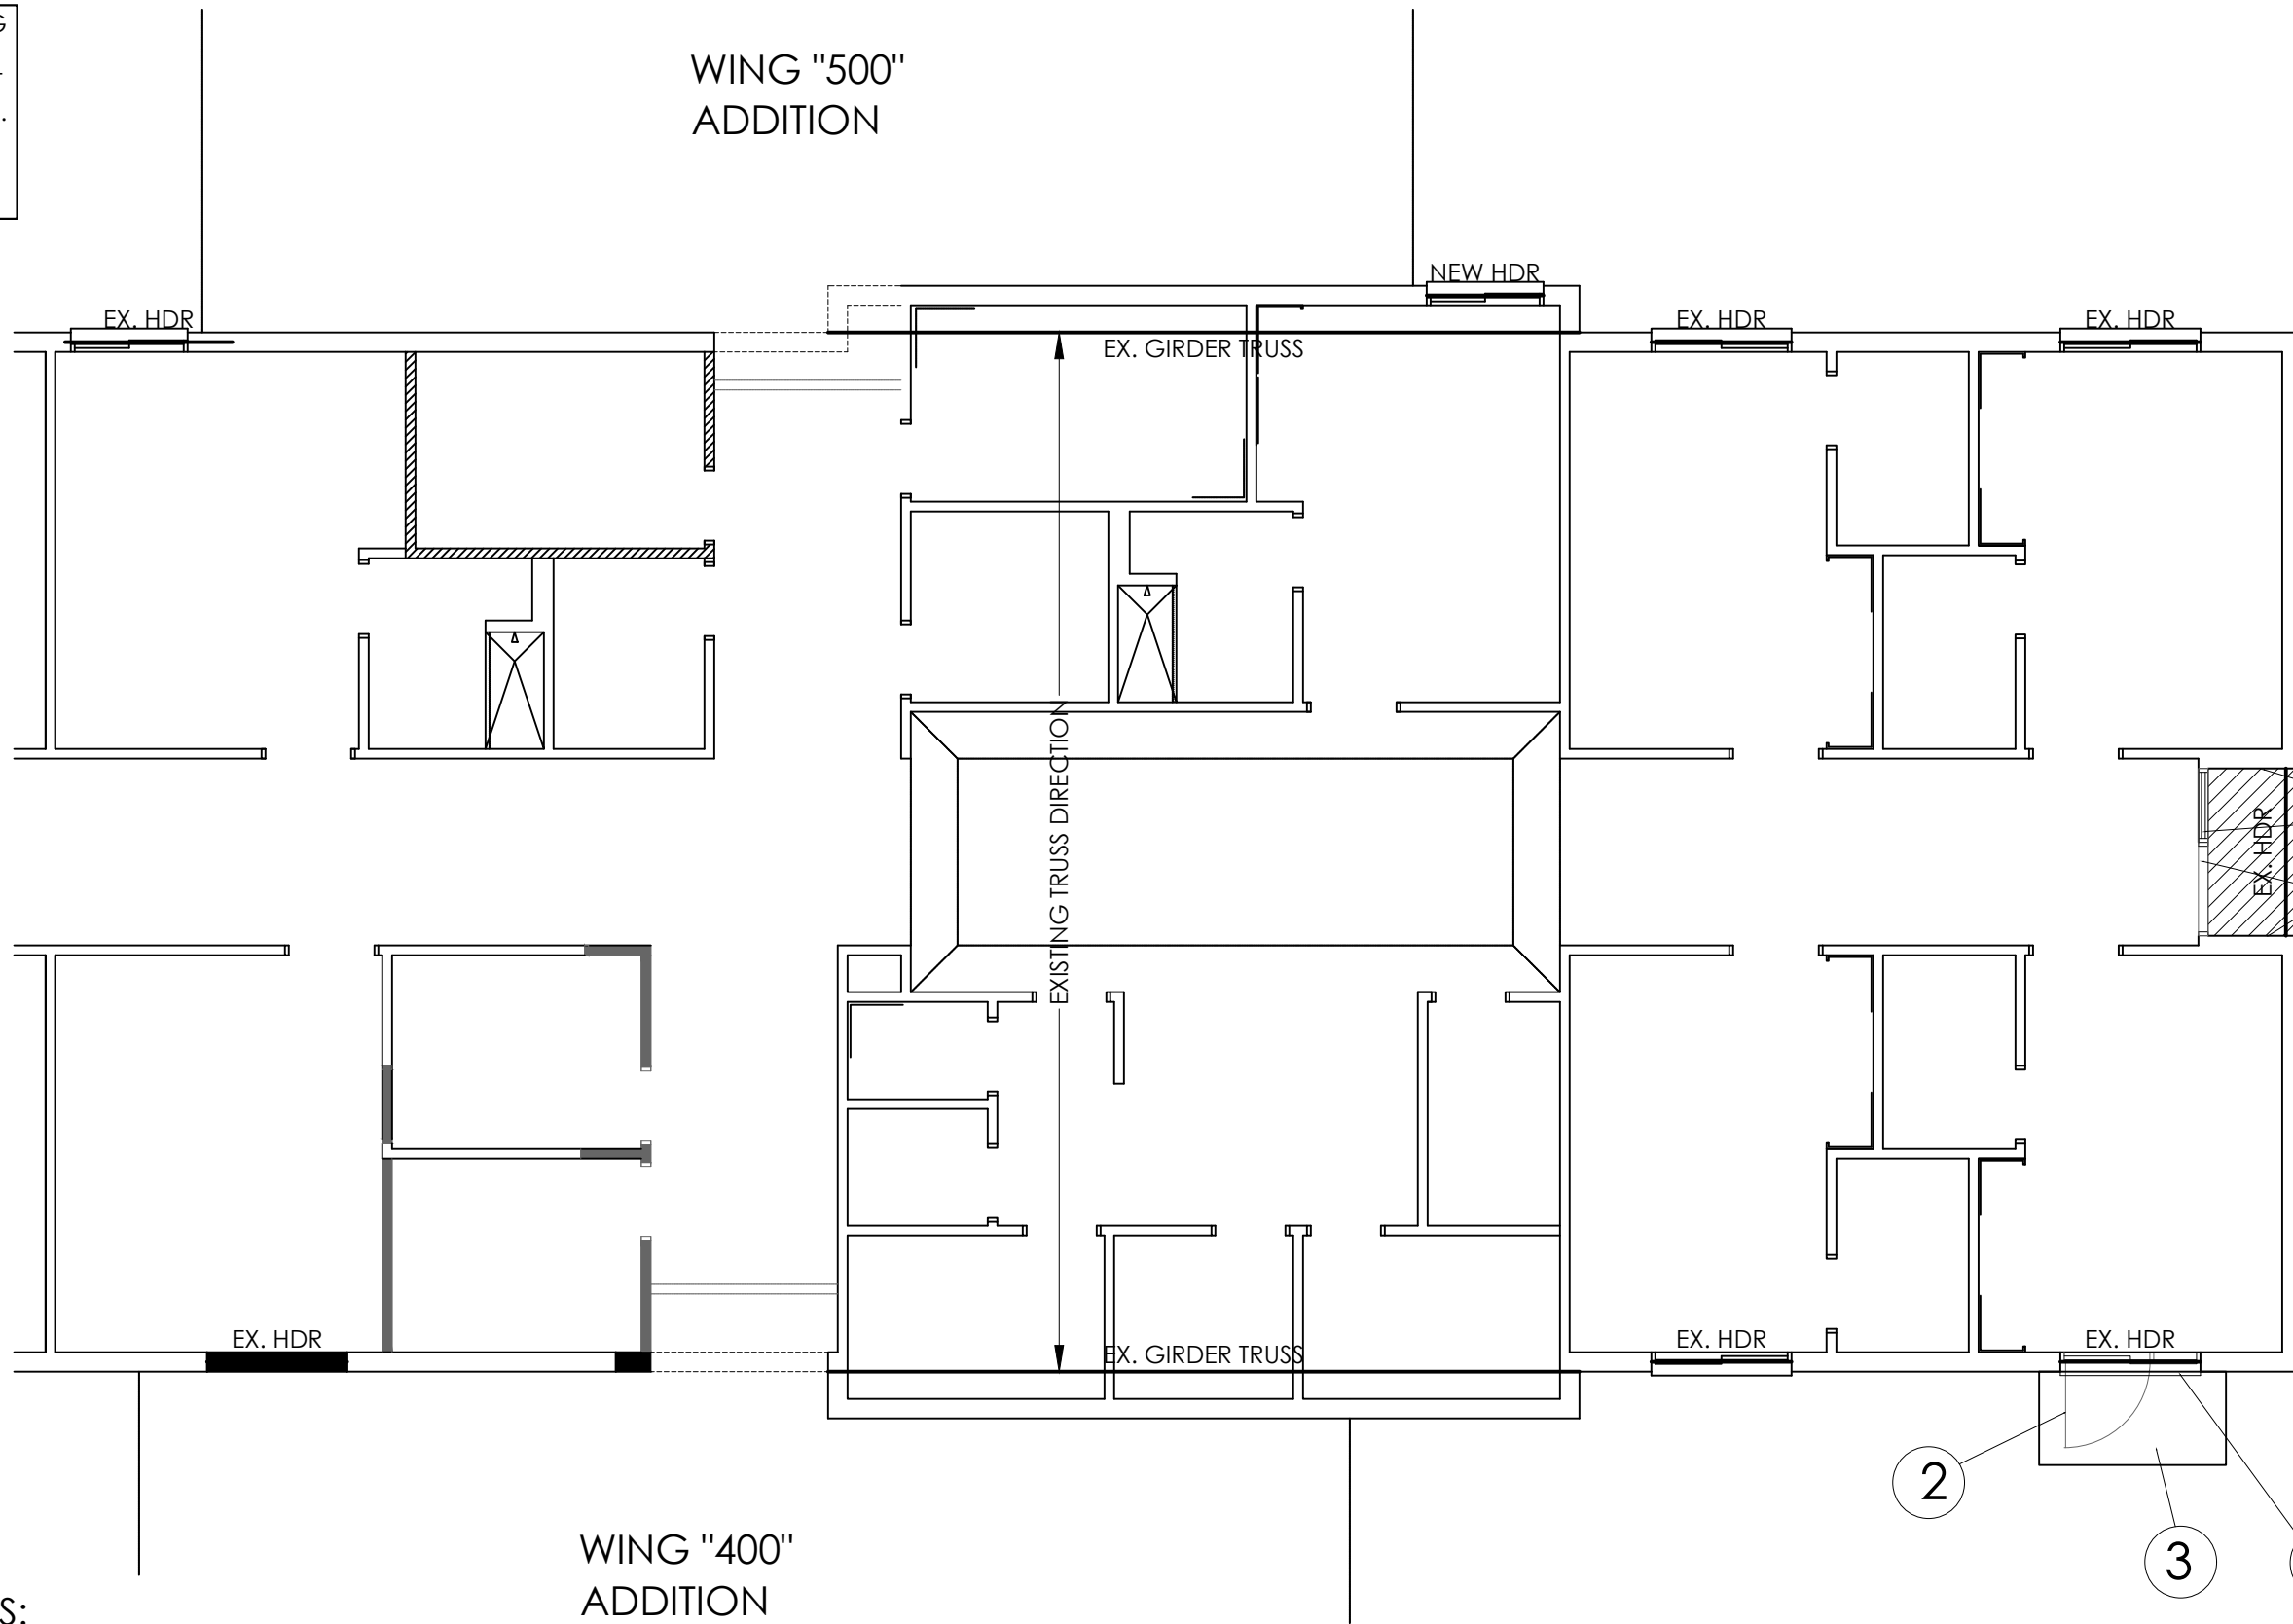 G
WING "500"
ADDITION
NEW HDR
EX. HDR
EX. HDR
EX. HDR
EX. GIRDER TRUSS
EXISTING TRUSS DIRECTION
EX. HDR
EX. HDR
EX. GIRDER TRUSS
EX. HDR
EX. HDR
2
3
WING "400"
ADDITION
S: